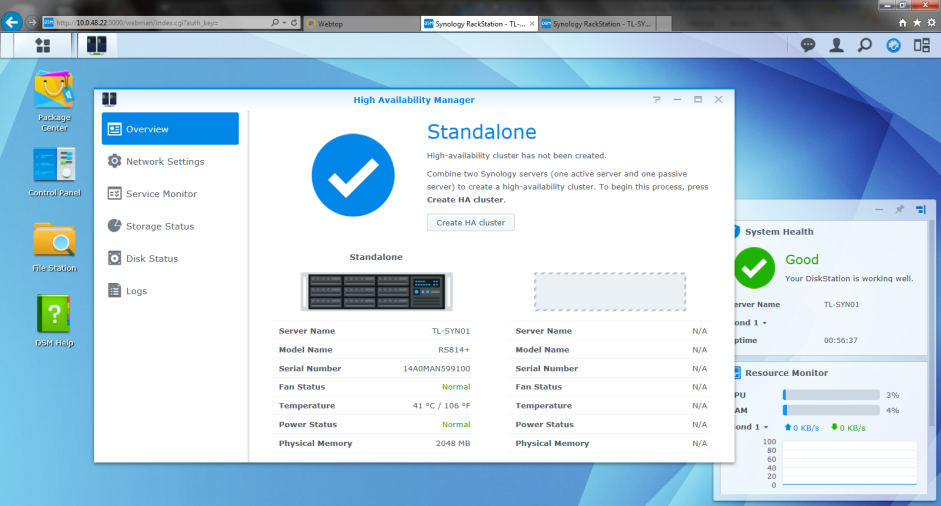 http://10.0.48.22:5000/webman/index.cgi?auth_key=
Webtop
Synology RackStation - TL-...
Synology RackStation - TL-SY...
Package
Center
Control Panel
File Station
DSM Help
High Availability Manager
Overview
Network Settings
Service Monitor
Storage Status
Disk Status
Logs
Standalone
High-availability cluster has not been created.
Combine two Synology servers (one active server and one passive
server) to create a high-availability cluster. To begin this process, press
Create HA cluster.
Create HA cluster
Standalone
Server Name TL-SYN01 Server Name N/A
Model Name RS814+ Model Name N/A
Serial Number 14A0MAN599100 Serial Number N/A
Fan Status Normal Fan Status N/A
Temperature 41 °C / 106 °F Temperature N/A
Power Status Normal Power Status N/A
Physical Memory 2048 MB Physical Memory N/A
System Health
Good
Your DiskStation is working well.
erver Name TL-SYN01
ond 1
ptime 00:56:37
Resource Monitor
PU 3%
AM 4%
ond 1 0 KB/s 0 KB/s
100
80
60
40
20
0